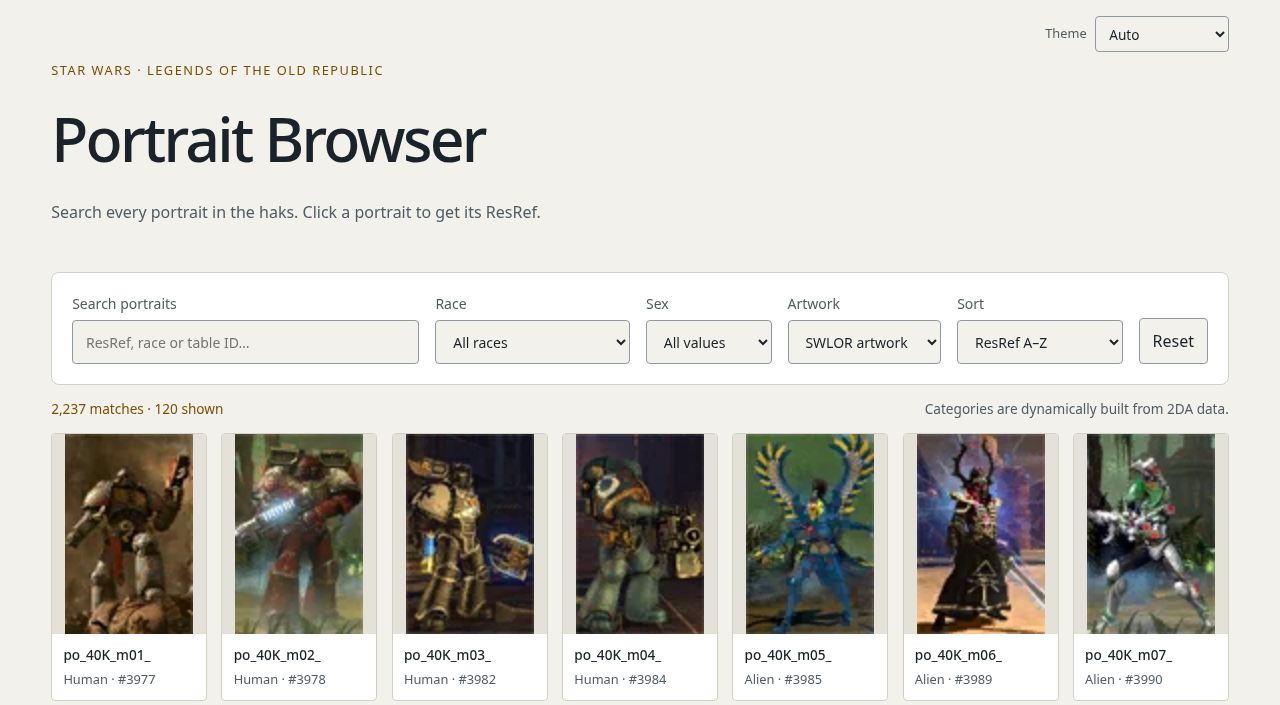 Theme Auto
STAR WARS · LEGENDS OF THE OLD REPUBLIC
Portrait Browser
Search every portrait in the haks. Click a portrait to get its ResRef.
Search portraits Race Sex Artwork Sort
ResRef, race or table ID... All races All values SWLOR artwork ResRef A–Z Reset
2,237 matches · 120 shown Categories are dynamically built from 2DA data.
po_40K_m01_ po_40K_m02_ po_40K_m03_ po_40K_m04_ po_40K_m05_ po_40K_m06_ po_40K_m07_
Human · #3977 Human · #3978 Human · #3982 Human · #3984 Alien · #3985 Alien · #3989 Alien · #3990